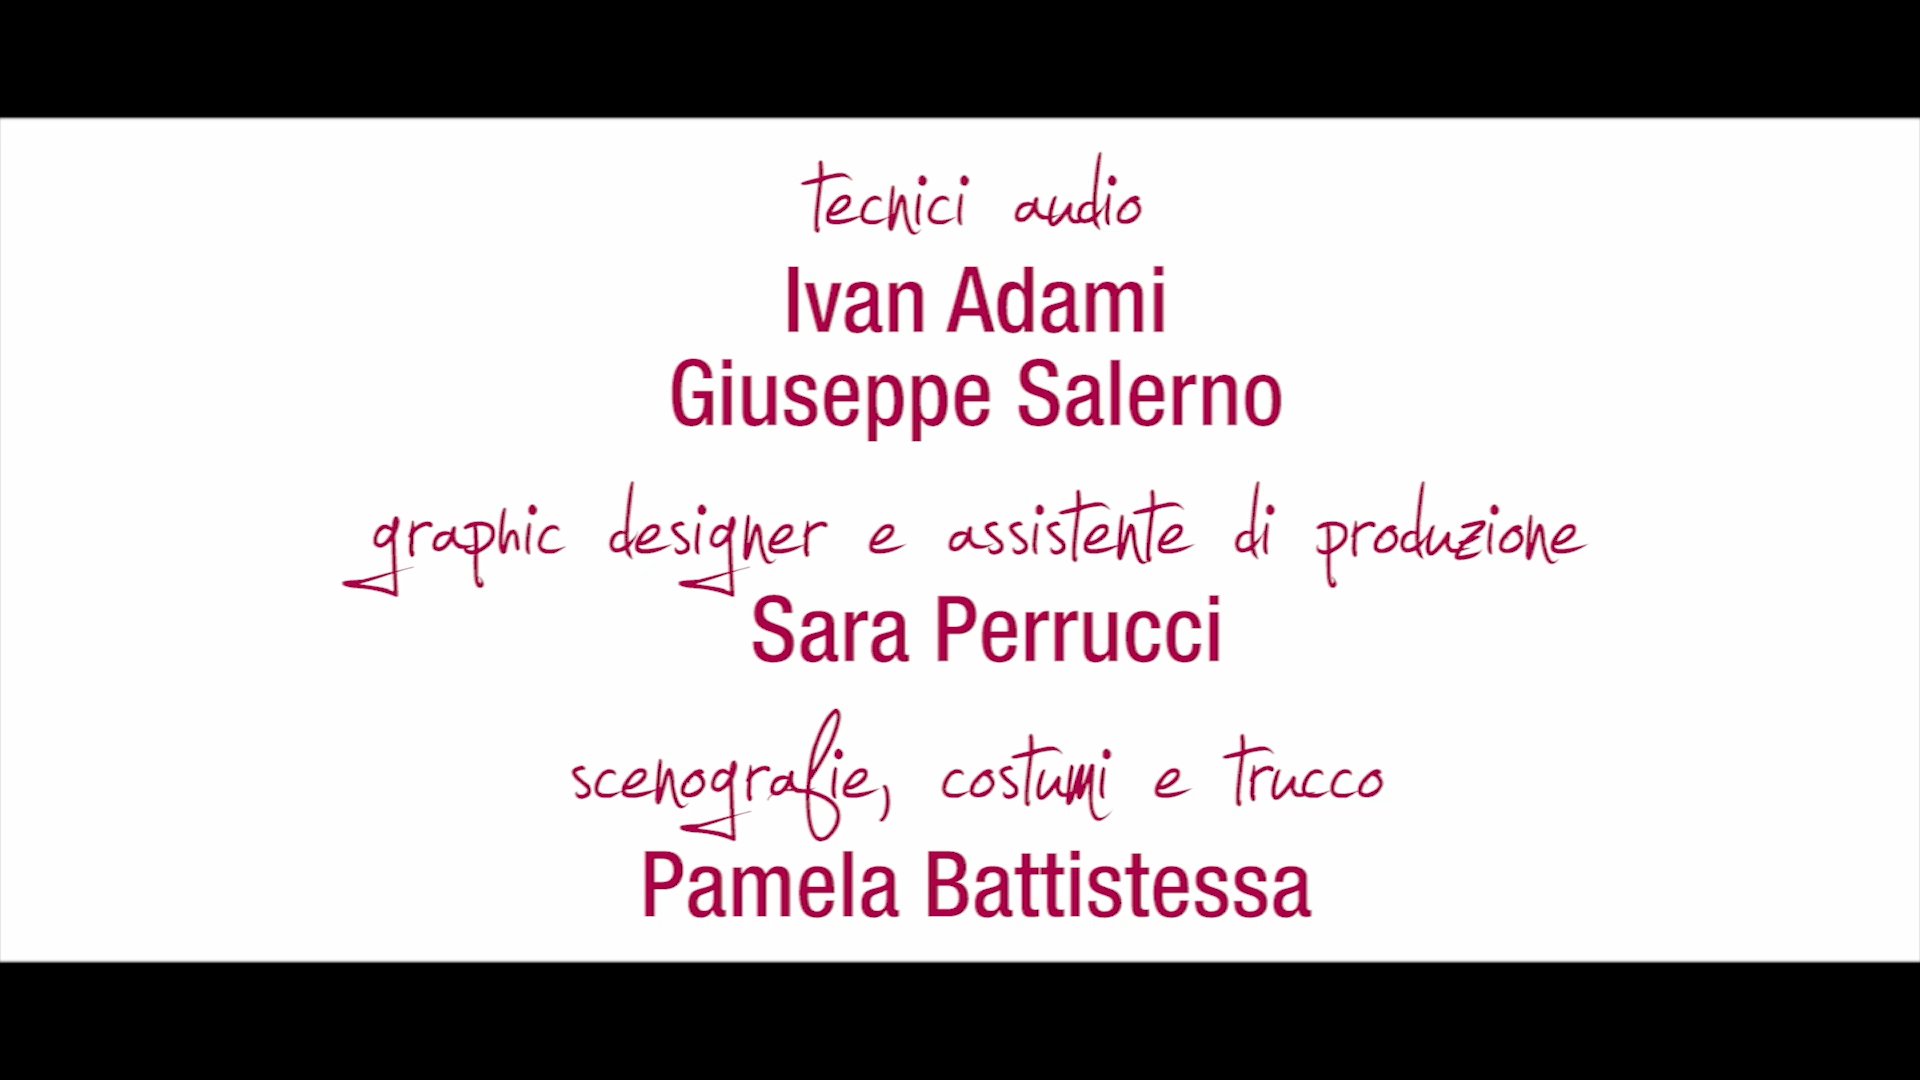 tecnici audio
Ivan Adami
Giuseppe Salerno
graphic designer e assistente di produzione
Sara Perrucci
scenografie, costumi e trucco
Pamela Battistessa